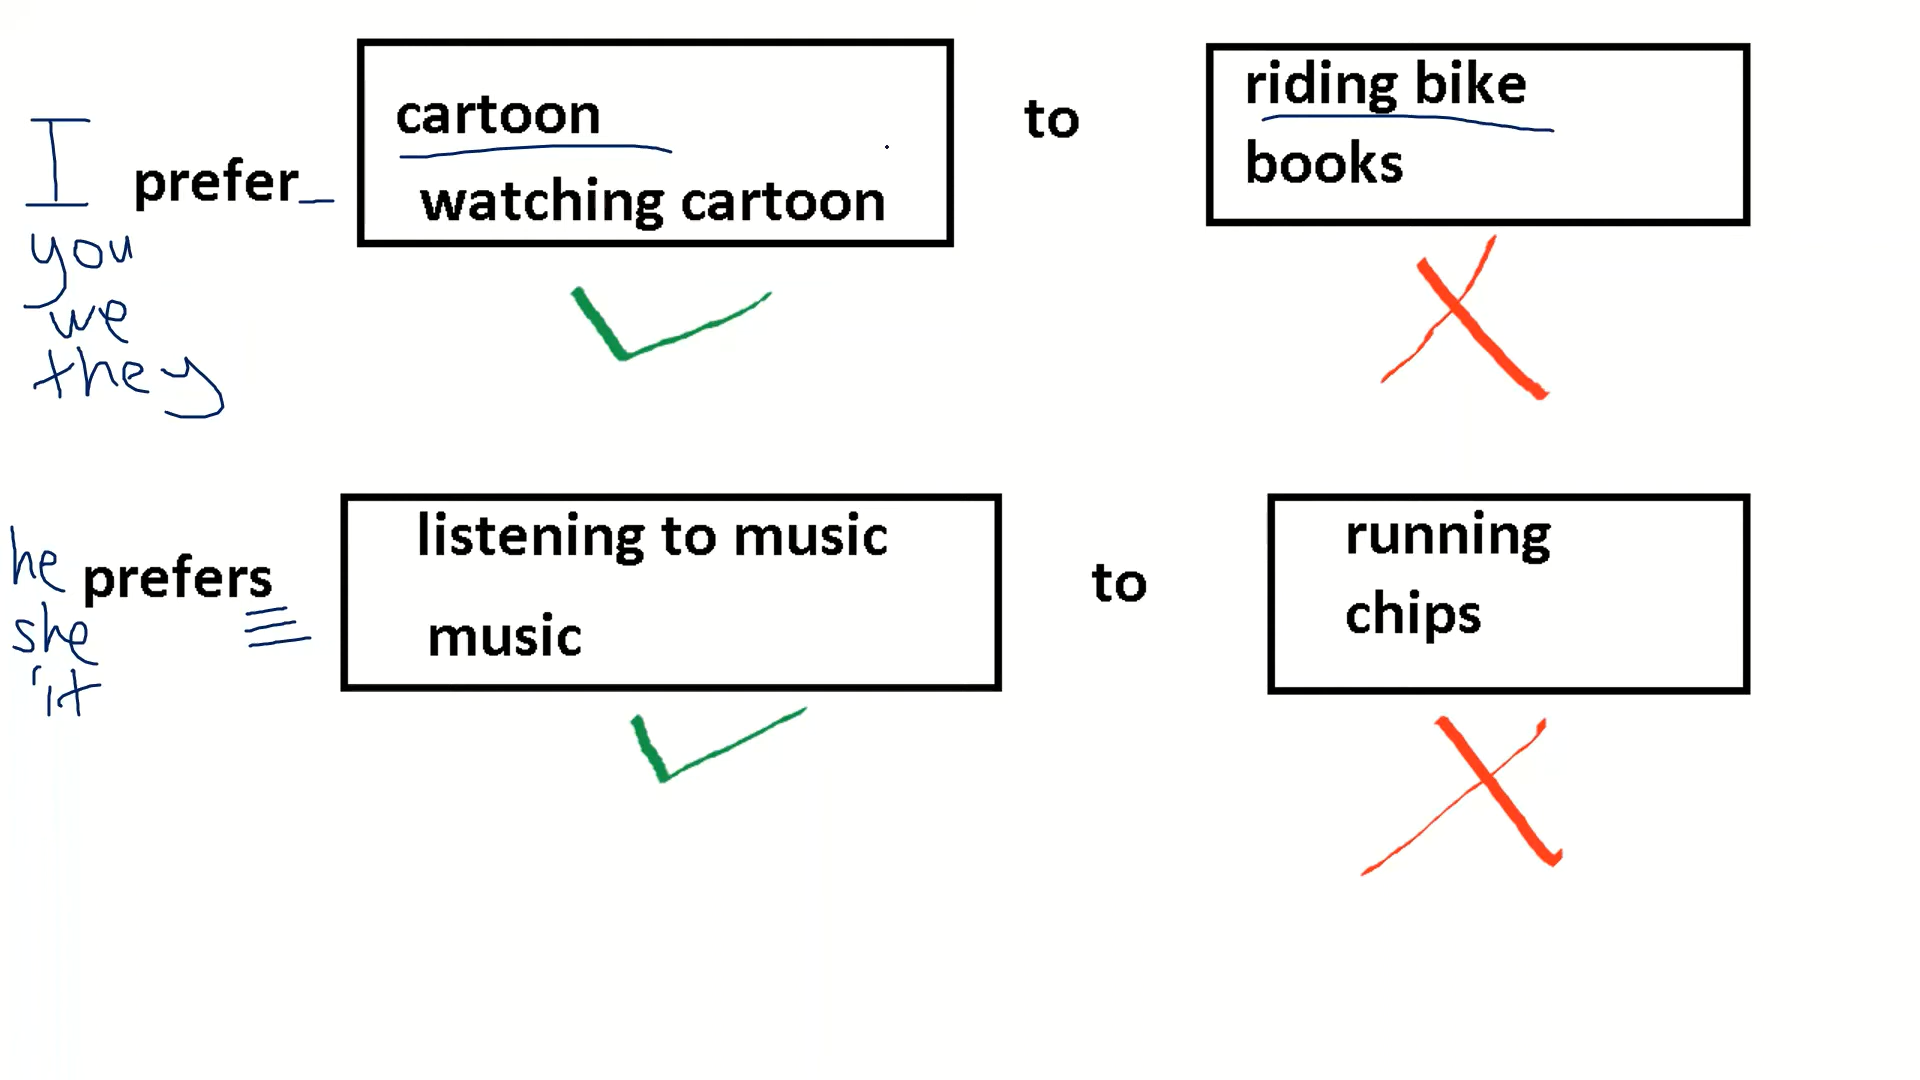 I prefer_
you
we
they
cartoon
watching cartoon
to
riding bike
books
he prefers
she
it
listening to music
music
to
running
chips